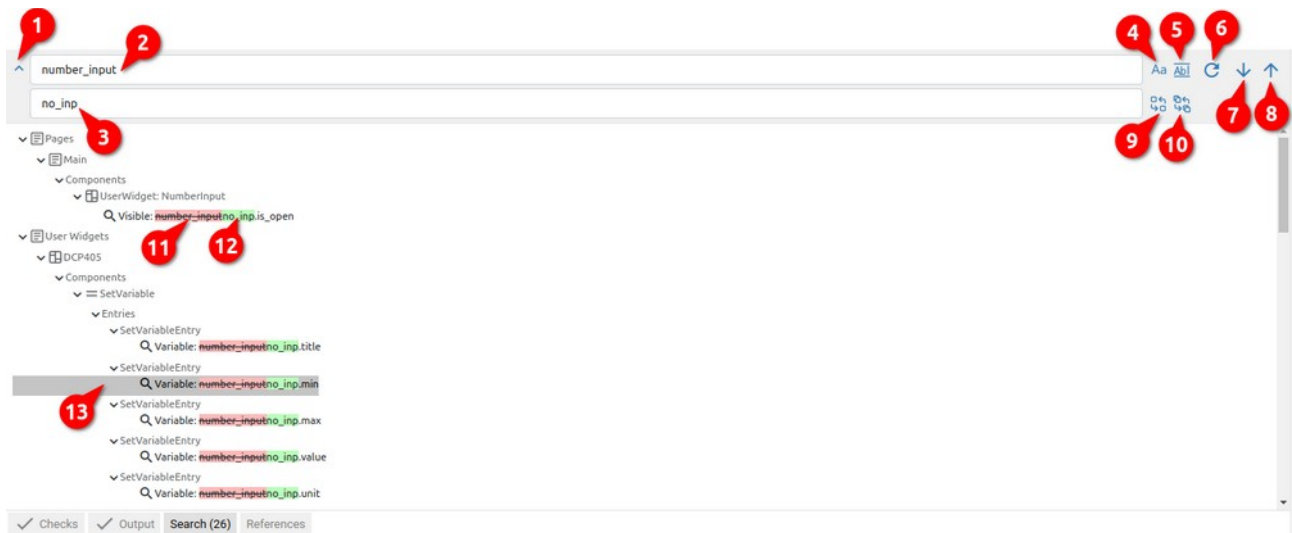 1
2
4 5 6
number_input
Aa Abl
no_inp
3
7 8
9 10
Pages
Main
Components
UserWidget: NumberInput
Visible: number_inputno_inp.is_open
11 12
User Widgets
DCP405
Components
SetVariable
Entries
SetVariableEntry
Variable: number_inputno_inp.title
SetVariableEntry
Variable: number_inputno_inp.min
13
SetVariableEntry
Variable: number_inputno_inp.max
SetVariableEntry
Variable: number_inputno_inp.value
SetVariableEntry
Variable: number_inputno_inp.unit
Checks Output Search (26) References